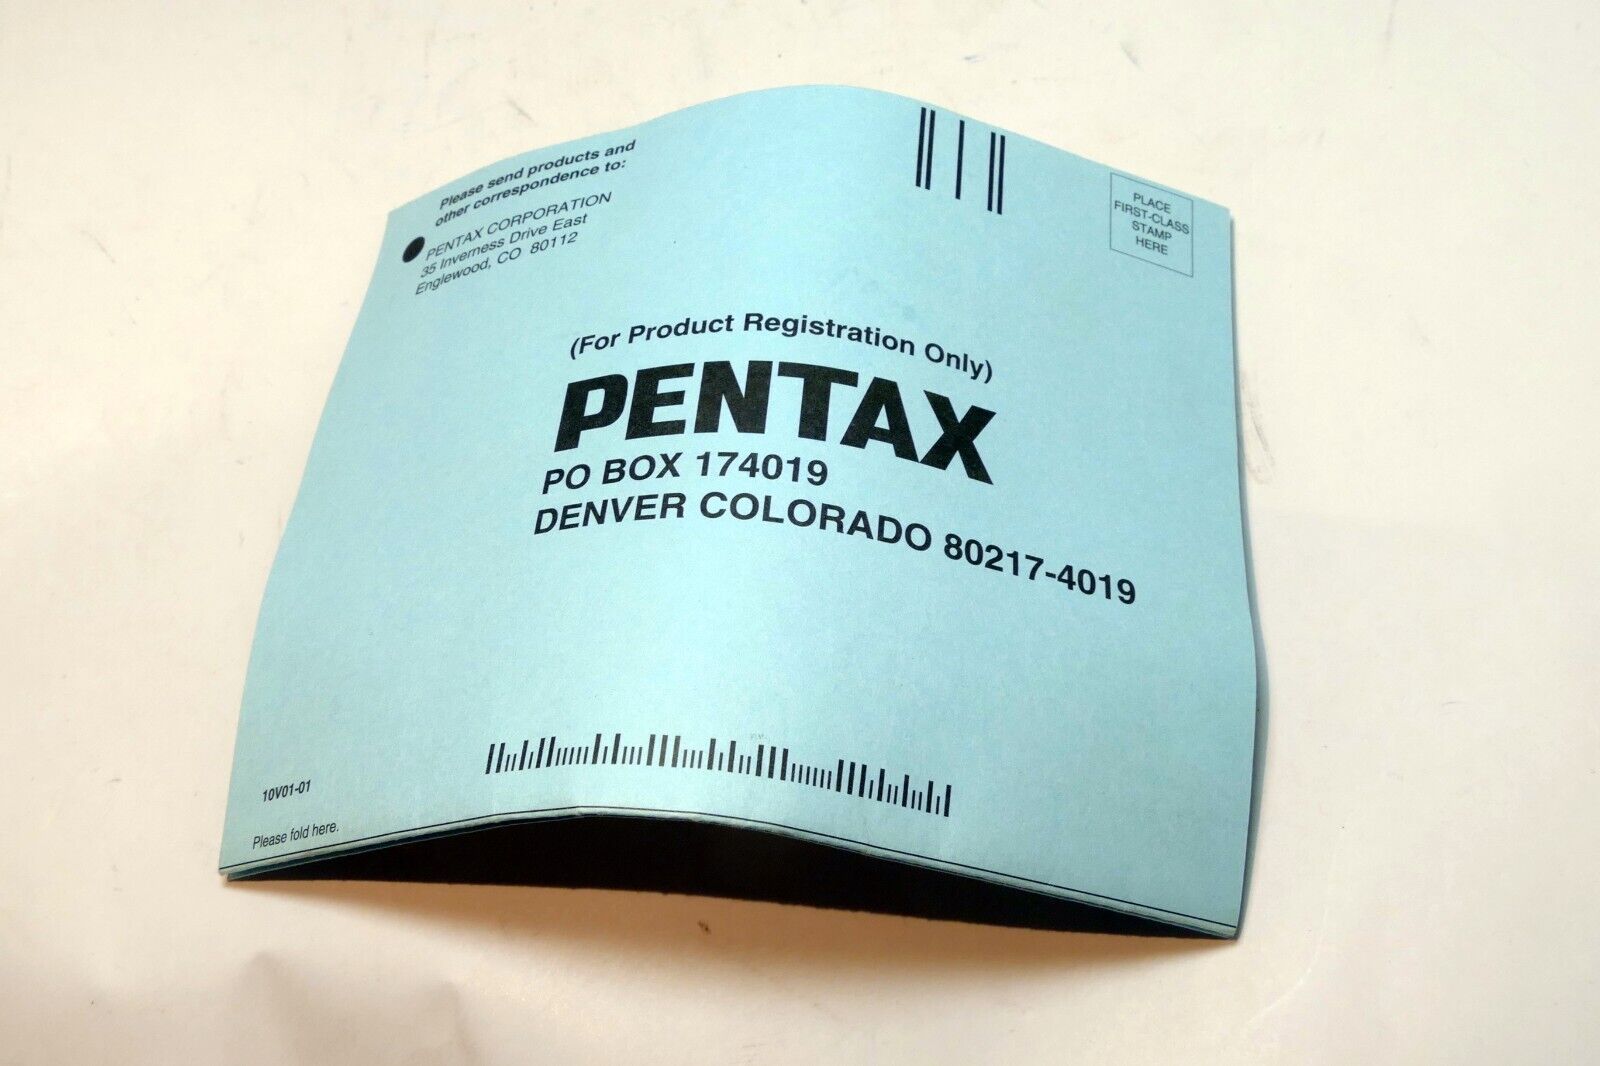 Please send products and
other correspondence to:
PENTAX CORPORATION
35 Inverness Drive East
Englewood, CO 80112
PLACE
FIRST-CLASS
STAMP
HERE
(For Product Registration Only)
PENTAX
PO BOX 174019
DENVER COLORADO 80217-4019
10V01-01
Please fold here.